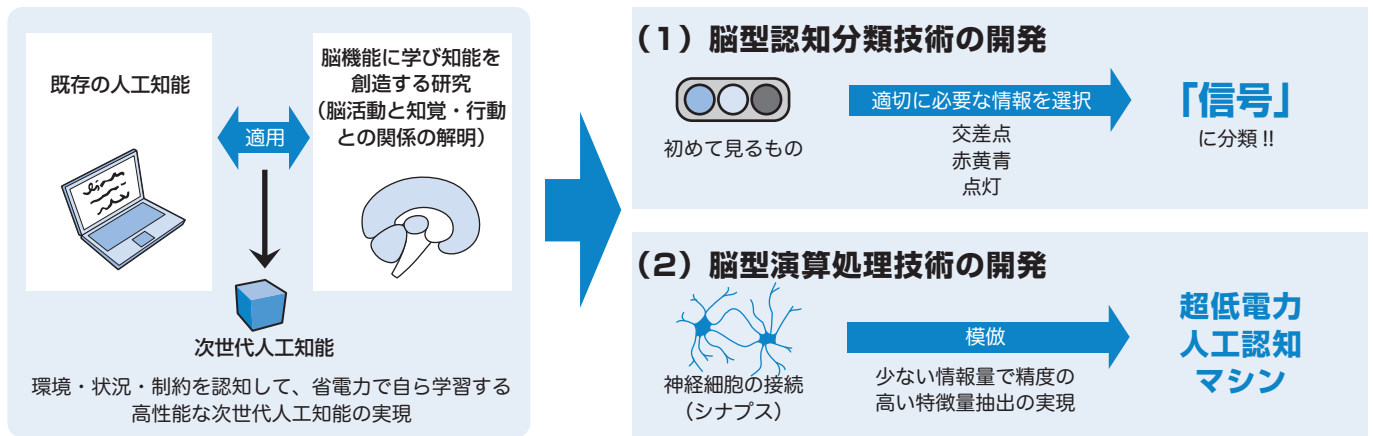 既存の人工知能
適用
脳機能に学び知能を
創造する研究
(脳活動と知覚・行動
との関係の解明)
次世代人工知能
環境・状況・制約を認知して、省電力で自ら学習する
高性能な次世代人工知能の実現
(1)脳型認知分類技術の開発
初めて見るもの
適切に必要な情報を選択
交差点
赤黄青
点灯
「信号」
に分類!!
(2)脳型演算処理技術の開発
神経細胞の接続
(シナプス)
模倣
少ない情報量で精度の
高い特徴量抽出の実現
超低電力
人工認知
マシン